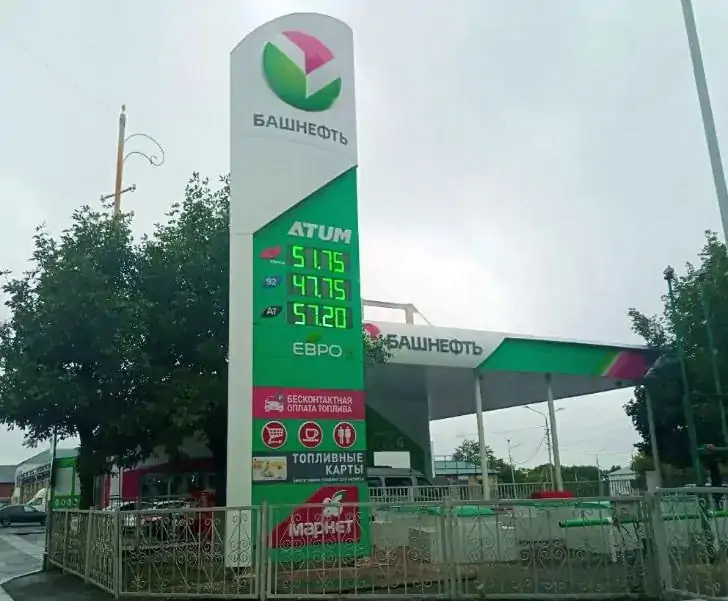 БАШНЕФТЬ
ATUM
51.75
92 47.75
ДТ 57.20
ЕВРО
БАШНЕФТЬ
БЕСКОНТАКТНАЯ
ОПЛАТА ТОПЛИВА
ТОПЛИВНЫЕ
КАРТЫ
маркет